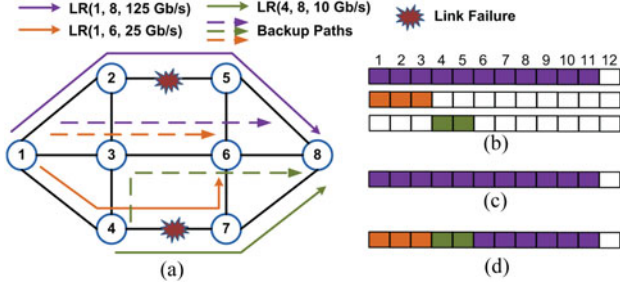 LR(1, 8, 125 Gb/s) LR(4, 8, 10 Gb/s) Link Failure
LR(1, 6, 25 Gb/s) Backup Paths
2 5
1 3 6 8
4 7
(a)
1 2 3 4 5 6 7 8 9 10 11 12
(b)
(c)
(d)